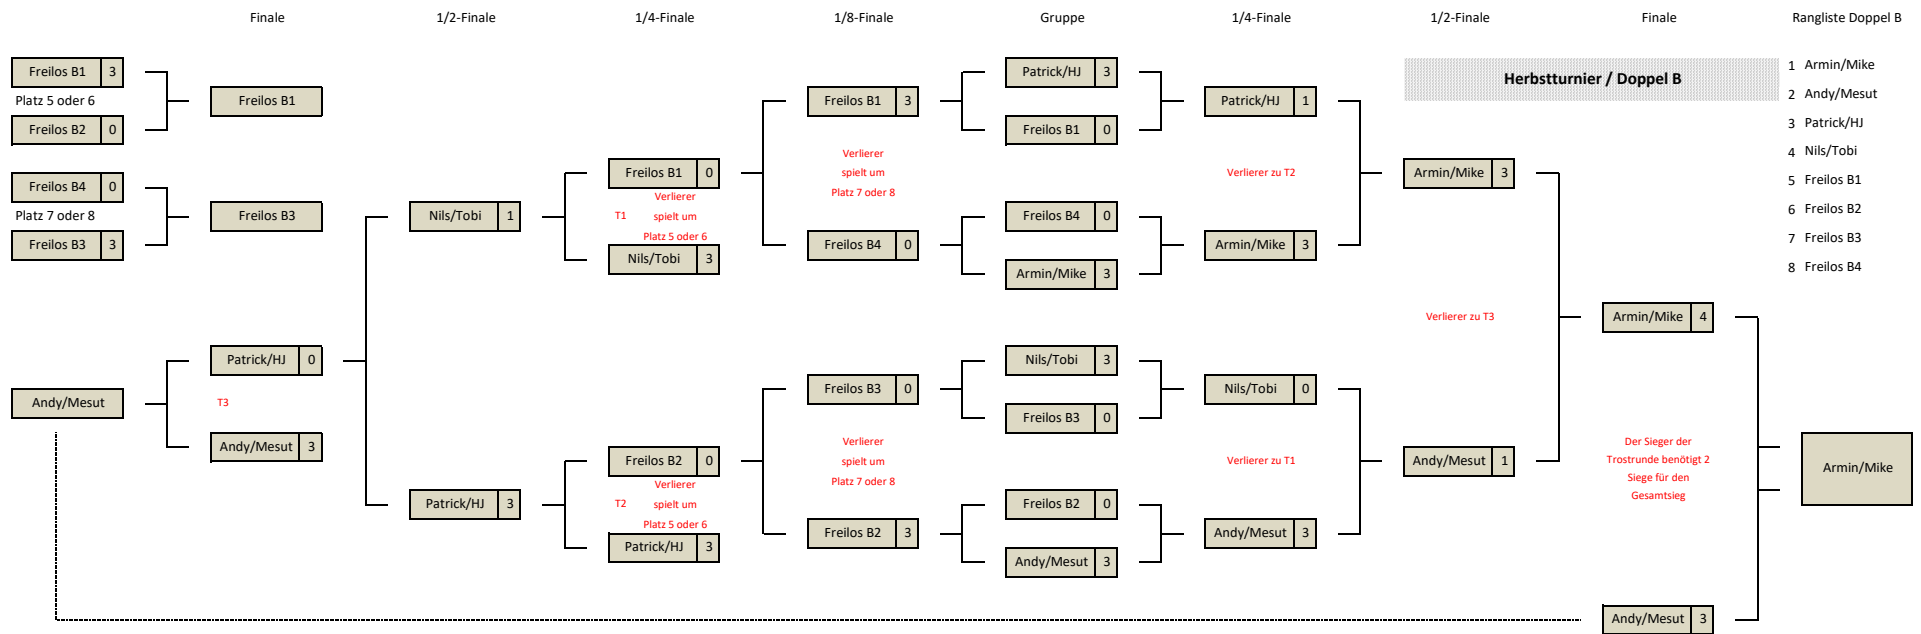 Finale 1/2-Finale 1/4-Finale 1/8-Finale Gruppe 1/4-Finale 1/2-Finale Finale Rangliste Doppel B
Freilos B1 3
Platz 5 oder 6
Freilos B2 0
Freilos B4 0
Platz 7 oder 8
Freilos B3 3
Andy/Mesut
Freilos B1
Freilos B3
Patrick/HJ 0
T3
Andy/Mesut 3
Nils/Tobi 1
Patrick/HJ 3
Freilos B1 0
Verlierer
T1 spielt um
Platz 5 oder 6
Nils/Tobi 3
Freilos B2 0
Verlierer
T2 spielt um
Platz 5 oder 6
Patrick/HJ 3
Freilos B1 3
Verlierer
spielt um
Platz 7 oder 8
Freilos B4 0
Freilos B3 0
Verlierer
spielt um
Platz 7 oder 8
Freilos B2 3
Patrick/HJ 3
Freilos B1 0
Freilos B4 0
Armin/Mike 3
Nils/Tobi 3
Freilos B3 0
Freilos B2 0
Andy/Mesut 3
Patrick/HJ 1
Verlierer zu T2
Armin/Mike 3
Nils/Tobi 0
Verlierer zu T1
Andy/Mesut 3
Herbstturnier / Doppel B
Armin/Mike 3
Verlierer zu T3
Andy/Mesut 1
Armin/Mike 4
Der Sieger der
Trostrunde benötigt 2
Siege für den
Gesamtsieg
Andy/Mesut 3
1 Armin/Mike
2 Andy/Mesut
3 Patrick/HJ
4 Nils/Tobi
5 Freilos B1
6 Freilos B2
7 Freilos B3
8 Freilos B4
Armin/Mike